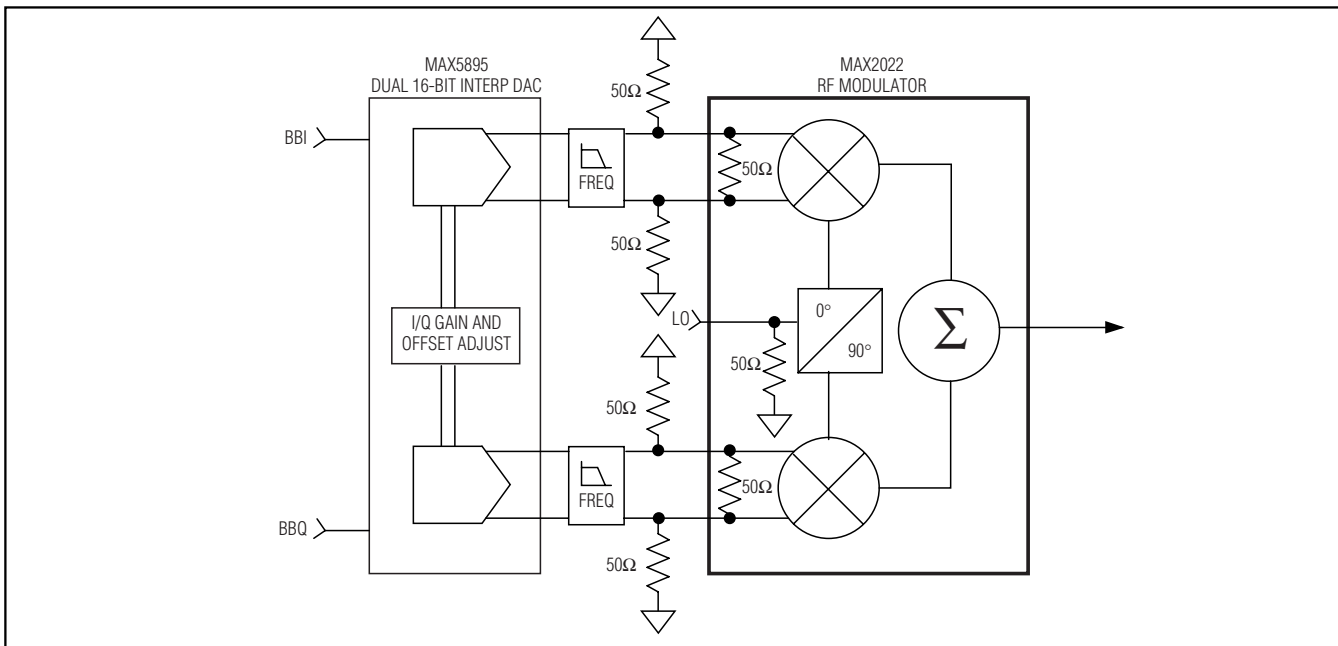 MAX5895
DUAL 16-BIT INTERP DAC
MAX2022
RF MODULATOR
50Ω
BBI
FREQ
50Ω
50Ω
I/Q GAIN AND
OFFSET ADJUST
LO
0°
90°
Σ
50Ω
50Ω
FREQ
50Ω
BBQ
50Ω